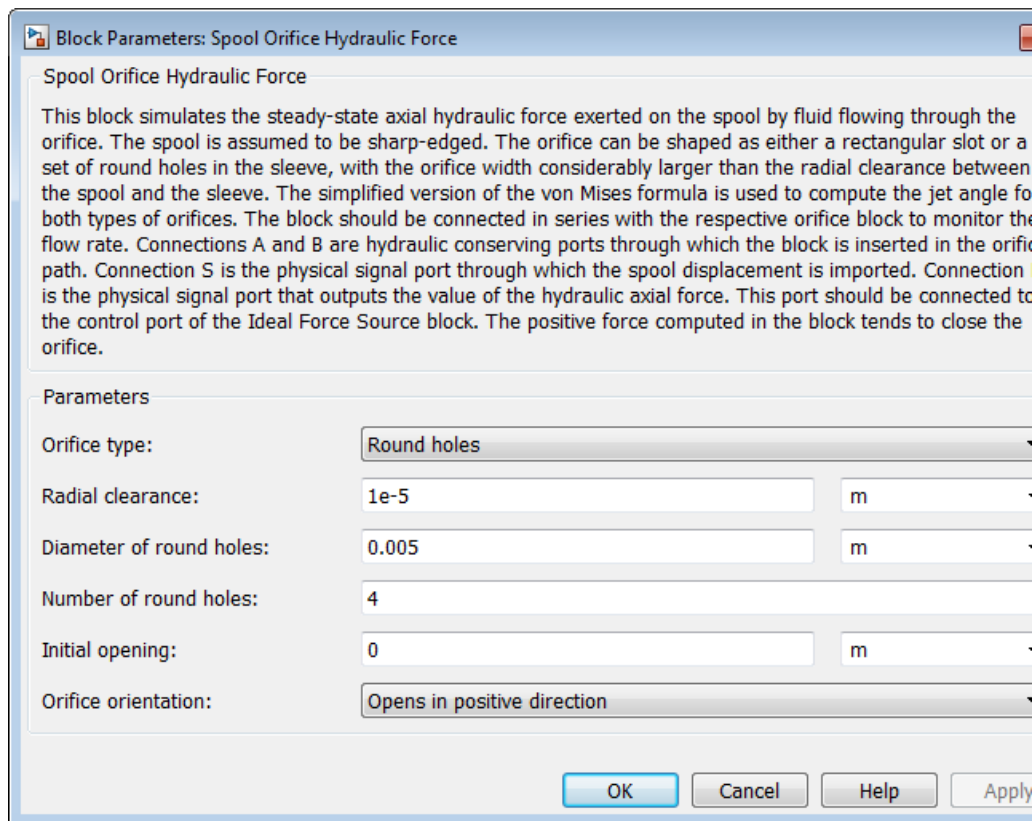 Block Parameters: Spool Orifice Hydraulic Force
Spool Orifice Hydraulic Force
This block simulates the steady-state axial hydraulic force exerted on the spool by fluid flowing through the
orifice. The spool is assumed to be sharp-edged. The orifice can be shaped as either a rectangular slot or a
set of round holes in the sleeve, with the orifice width considerably larger than the radial clearance between
the spool and the sleeve. The simplified version of the von Mises formula is used to compute the jet angle fo
both types of orifices. The block should be connected in series with the respective orifice block to monitor the
flow rate. Connections A and B are hydraulic conserving ports through which the block is inserted in the orific
path. Connection S is the physical signal port through which the spool displacement is imported. Connection
is the physical signal port that outputs the value of the hydraulic axial force. This port should be connected to
the control port of the Ideal Force Source block. The positive force computed in the block tends to close the
orifice.
Parameters
Orifice type: Round holes
Radial clearance: 1e-5 m
Diameter of round holes: 0.005 m
Number of round holes: 4
Initial opening: 0 m
Orifice orientation: Opens in positive direction
OK Cancel Help Apply